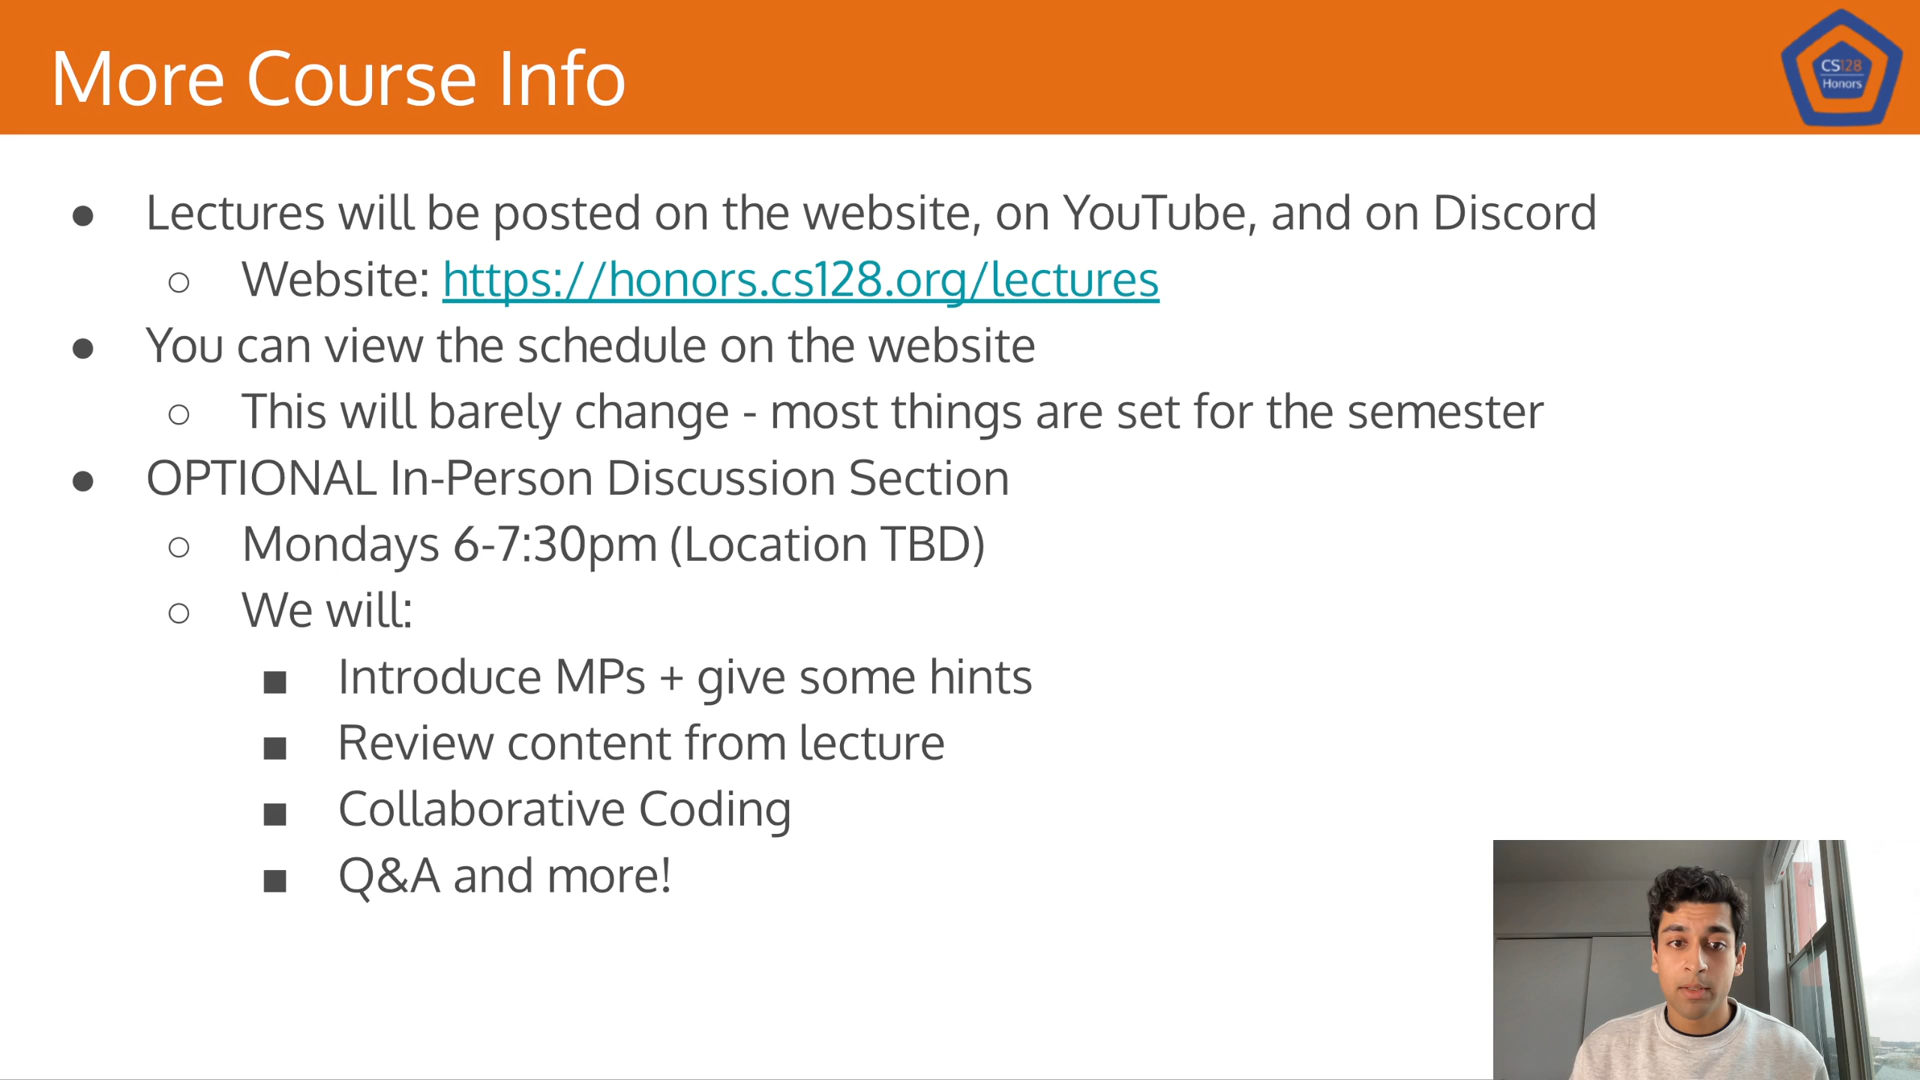 More Course Info
CS128
Honors
● Lectures will be posted on the website, on YouTube, and on Discord
○ Website: https://honors.cs128.org/lectures
● You can view the schedule on the website
○ This will barely change - most things are set for the semester
● OPTIONAL In-Person Discussion Section
○ Mondays 6-7:30pm (Location TBD)
○ We will:
■ Introduce MPs + give some hints
■ Review content from lecture
■ Collaborative Coding
■ Q&A and more!